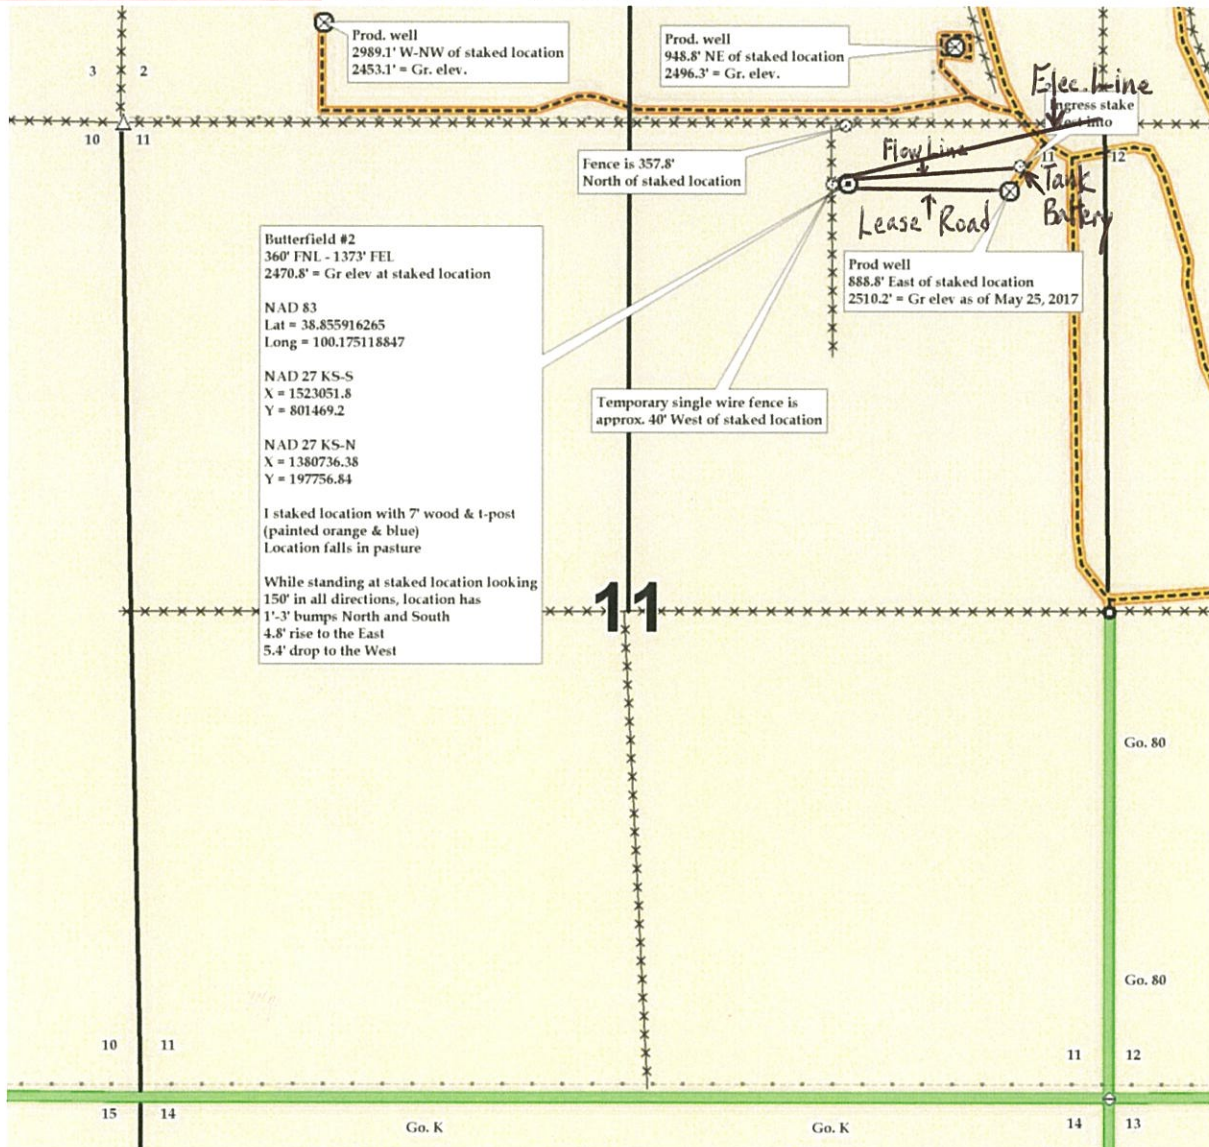 Prod. well
2989.1' W-NW of staked location
2453.1' = Gr. elev.
Prod. well
948.8' NE of staked location
2496.3' = Gr. elev.
3 2
10 11
Elec. Line
Ingress stake
into
Fence is 357.8'
North of staked location
Flow Line
11 12
Tank
Battery
Lease Road
Butterfield #2
360' FNL - 1373' FEL
2470.8' = Gr elev at staked location
NAD 83
Lat = 38.855916265
Long = 100.175118847
NAD 27 KS-S
X = 1523051.8
Y = 801469.2
NAD 27 KS-N
X = 1380736.38
Y = 197756.84
I staked location with 7' wood & t-post
(painted orange & blue)
Location falls in pasture
While standing at staked location looking
150' in all directions, location has
1'-3' bumps North and South
4.8' rise to the East
5.4' drop to the West
Prod well
888.8' East of staked location
2510.2' = Gr elev as of May 25, 2017
Temporary single wire fence is
approx. 40' West of staked location
11
Go. 80
Go. 80
10 11
11 12
15 14
Go. K
Go. K
14 13